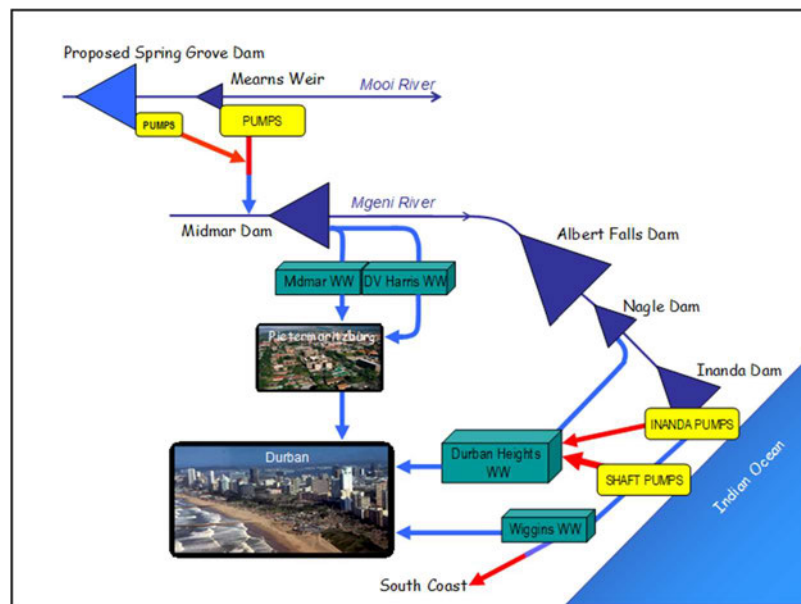 Proposed Spring Grove Dam
Mearns Weir
Mooi River
PUMPS
PUMPS
Mgeni River
Midmar Dam
Albert Falls Dam
Midmar WW
DV Harris WW
Nagle Dam
Pietermaritzburg
Inanda Dam
INANDA PUMPS
Durban
Durban Heights
WW
SHAFT PUMPS
Indian Ocean
Wiggins WW
South Coast